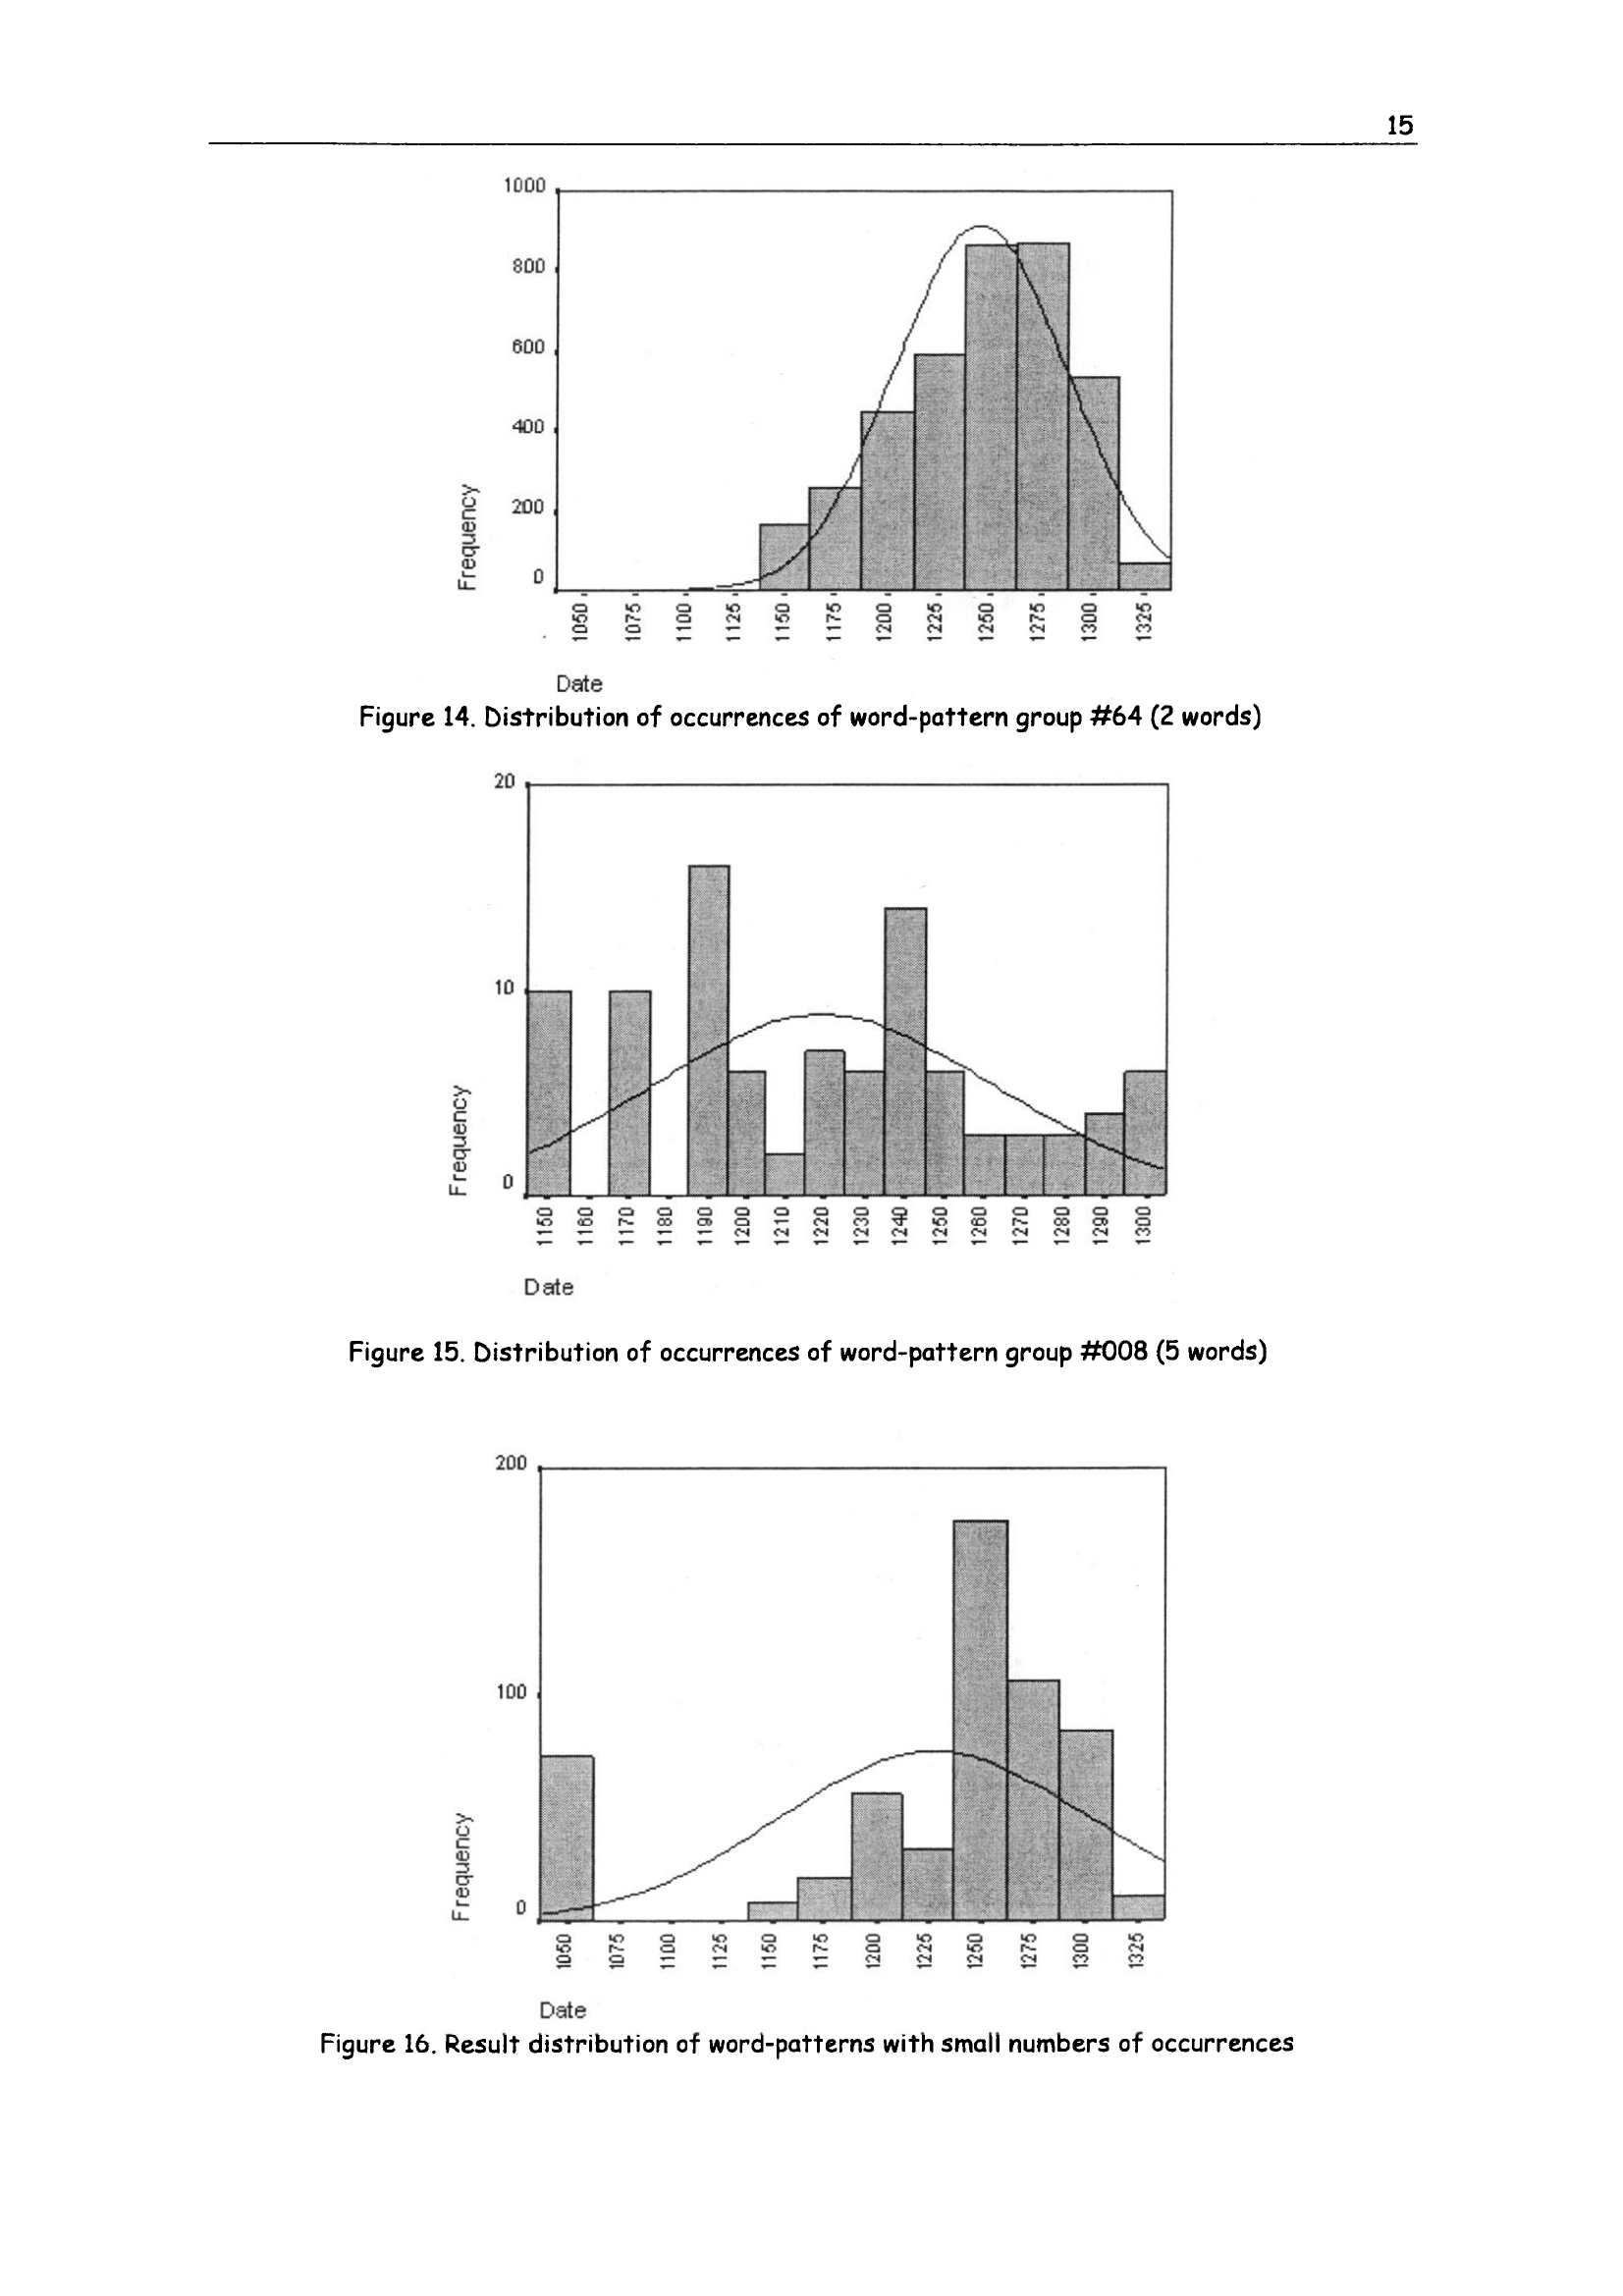 15
1000
800
600
400
200
0
Frequency
1050 1075 1100 1125 1150 1175 1200 1225 1250 1275 1300 1325
Date
Figure 14. Distribution of occurrences of word-pattern group #64 (2 words)
20
10
0
Frequency
1150 1160 1170 1180 1190 1200 1210 1220 1230 1240 1250 1260 1270 1280 1290 1300
Date
Figure 15. Distribution of occurrences of word-pattern group #008 (5 words)
200
100
0
Frequency
1050 1075 1100 1125 1150 1175 1200 1225 1250 1275 1300 1325
Date
Figure 16. Result distribution of word-patterns with small numbers of occurrences